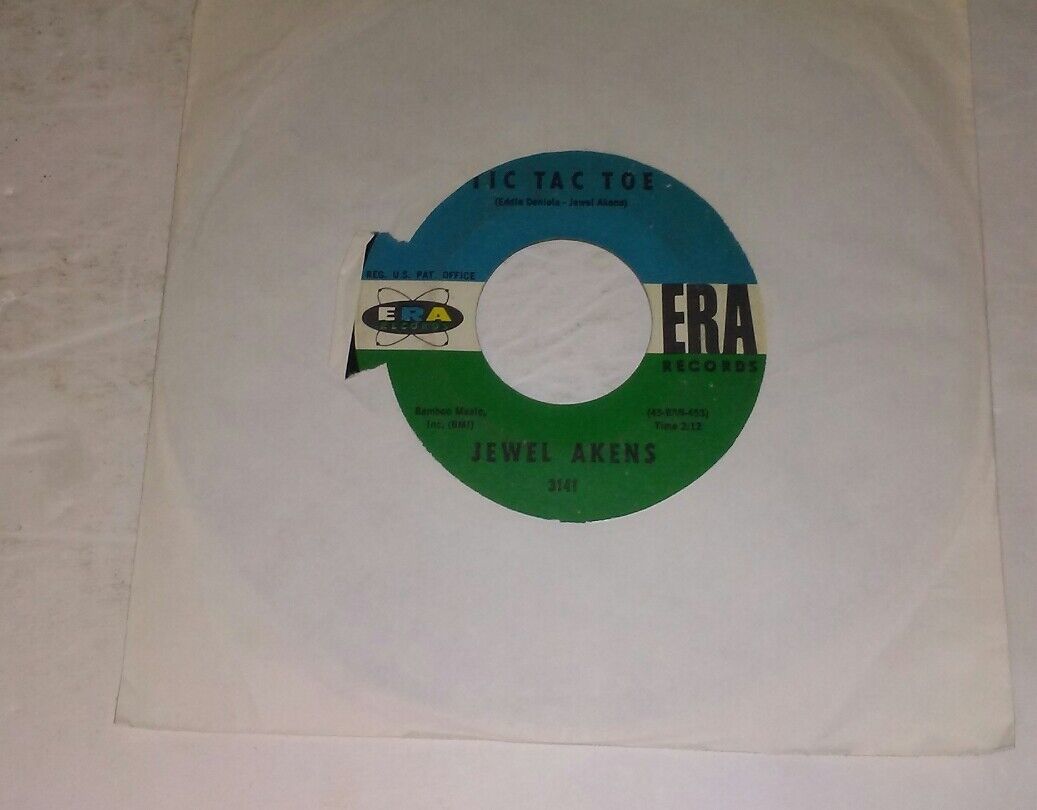 TIC TAC TOE
(Eddie Daniels - Jewel Akens)
REG. U.S. PAT. OFFICE
ERA
RECORDS
ERA
RECORDS
Bamboo Music,
Inc. (BMI)
Time 2:12
JEWEL AKENS
3141